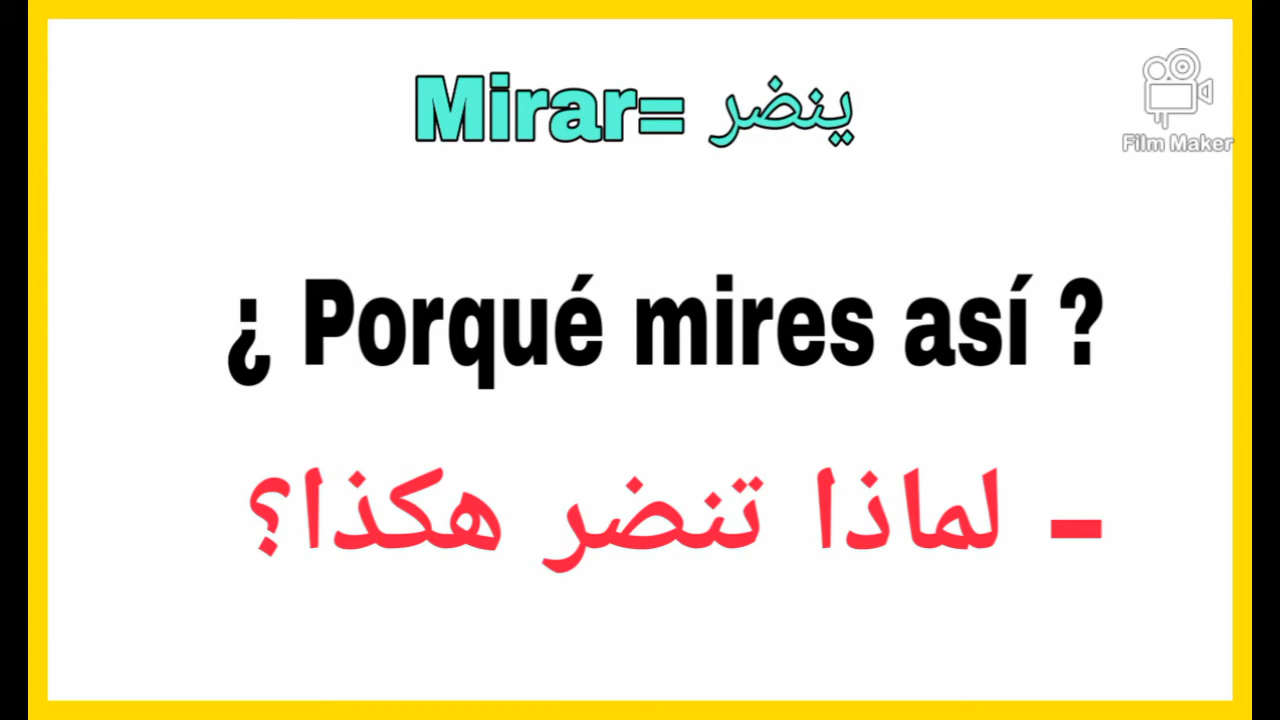 Mirar= ينضر
Film Maker
¿ Porqué mires así ?
- لماذا تنضر هكذا؟